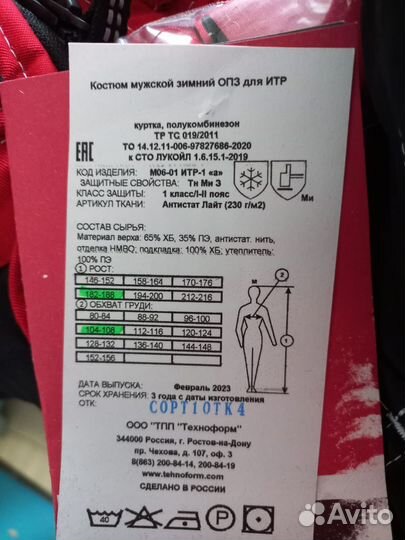 Костюм мужской зимний ОПЗ для ИТР
куртка, полукомбинезон
ТР ТС 019/2011
ТО 14.12.11-006-97827686-2020
к СТО ЛУКОЙЛ 1.6.15.1-2019
EAC
КОД ИЗДЕЛИЯ: М06-01 ИТР-1 «а»
ЗАЩИТНЫЕ СВОЙСТВА: Тн Ми З
КЛАСС ЗАЩИТЫ: 1 класс/I-II пояс
АРТИКУЛ ТКАНИ: Антистат Лайт (230 г/м2)
Ми
СОСТАВ СЫРЬЯ:
Материал верха: 65% ХБ, 35% ПЭ, антистат. нить,
отделка НМВО; подкладка: 100% ХБ; утеплитель:
100% ПЭ
1 РОСТ:
146-152 158-164 170-176
182-188 194-200 212-216
2 ОБХВАТ ГРУДИ:
80-84 88-92 96-100
104-108 112-116 120-124
128-132 136-140 144-148
152-156
М 2
1
ДАТА ВЫПУСКА: Февраль 2023
СРОК ХРАНЕНИЯ: 3 года с даты изготовления
ОТК: СОРТ1ОТК4
ООО "ТПП "Техноформ"
344000 Россия, г. Ростов-на-Дону
пр. Чехова, д. 107, оф. 3
8(863) 200-84-14, 200-84-19
www.tehnoform.com
СДЕЛАНО В РОССИИ
40 P
Avito